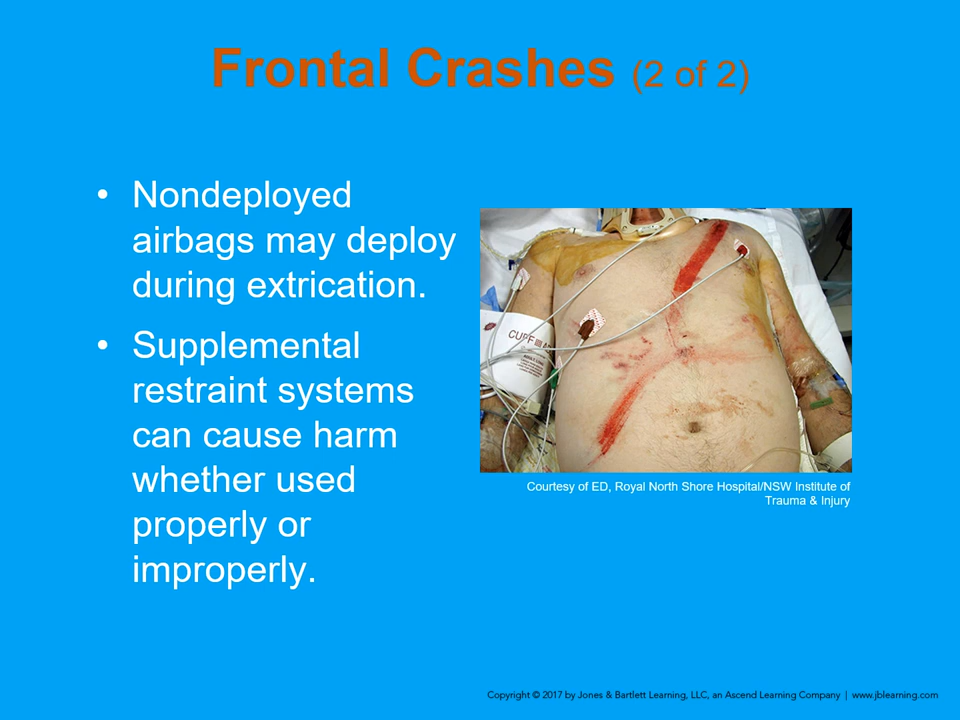 Frontal Crashes (2 of 2)
• Nondeployed
airbags may deploy
during extrication.
• Supplemental
restraint systems
can cause harm
whether used
properly or
improperly.
CUFF
Courtesy of ED, Royal North Shore Hospital/NSW Institute of
Trauma & Injury
Copyright © 2017 by Jones & Bartlett Learning, LLC, an Ascend Learning Company | www.jblearning.com